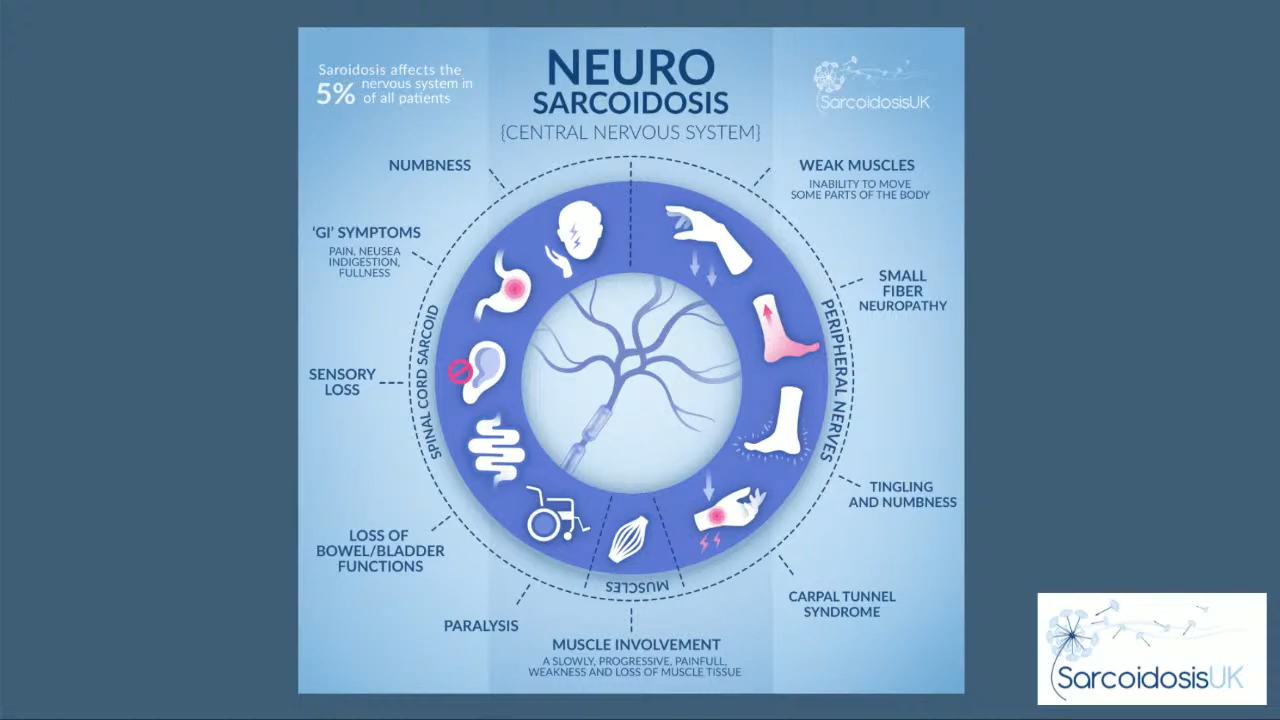 Saroidosis affects the
5% nervous system in
of all patients
NEURO
SARCOIDOSIS
{CENTRAL NERVOUS SYSTEM}
SarcoidosisUK
NUMBNESS
WEAK MUSCLES
INABILITY TO MOVE
SOME PARTS OF THE BODY
'GI' SYMPTOMS
PAIN, NEUSEA
INDIGESTION,
FULLNESS
SMALL
FIBER
NEUROPATHY
SPINAL CORD SARCOID
PERIPHERAL NERVES
SENSORY
LOSS
TINGLING
AND NUMBNESS
LOSS OF
BOWEL/BLADDER
FUNCTIONS
CARPAL TUNNEL
SYNDROME
PARALYSIS
MUSCLES
MUSCLE INVOLVEMENT
A SLOWLY, PROGRESSIVE, PAINFULL,
WEAKNESS AND LOSS OF MUSCLE TISSUE
SarcoidosisUK